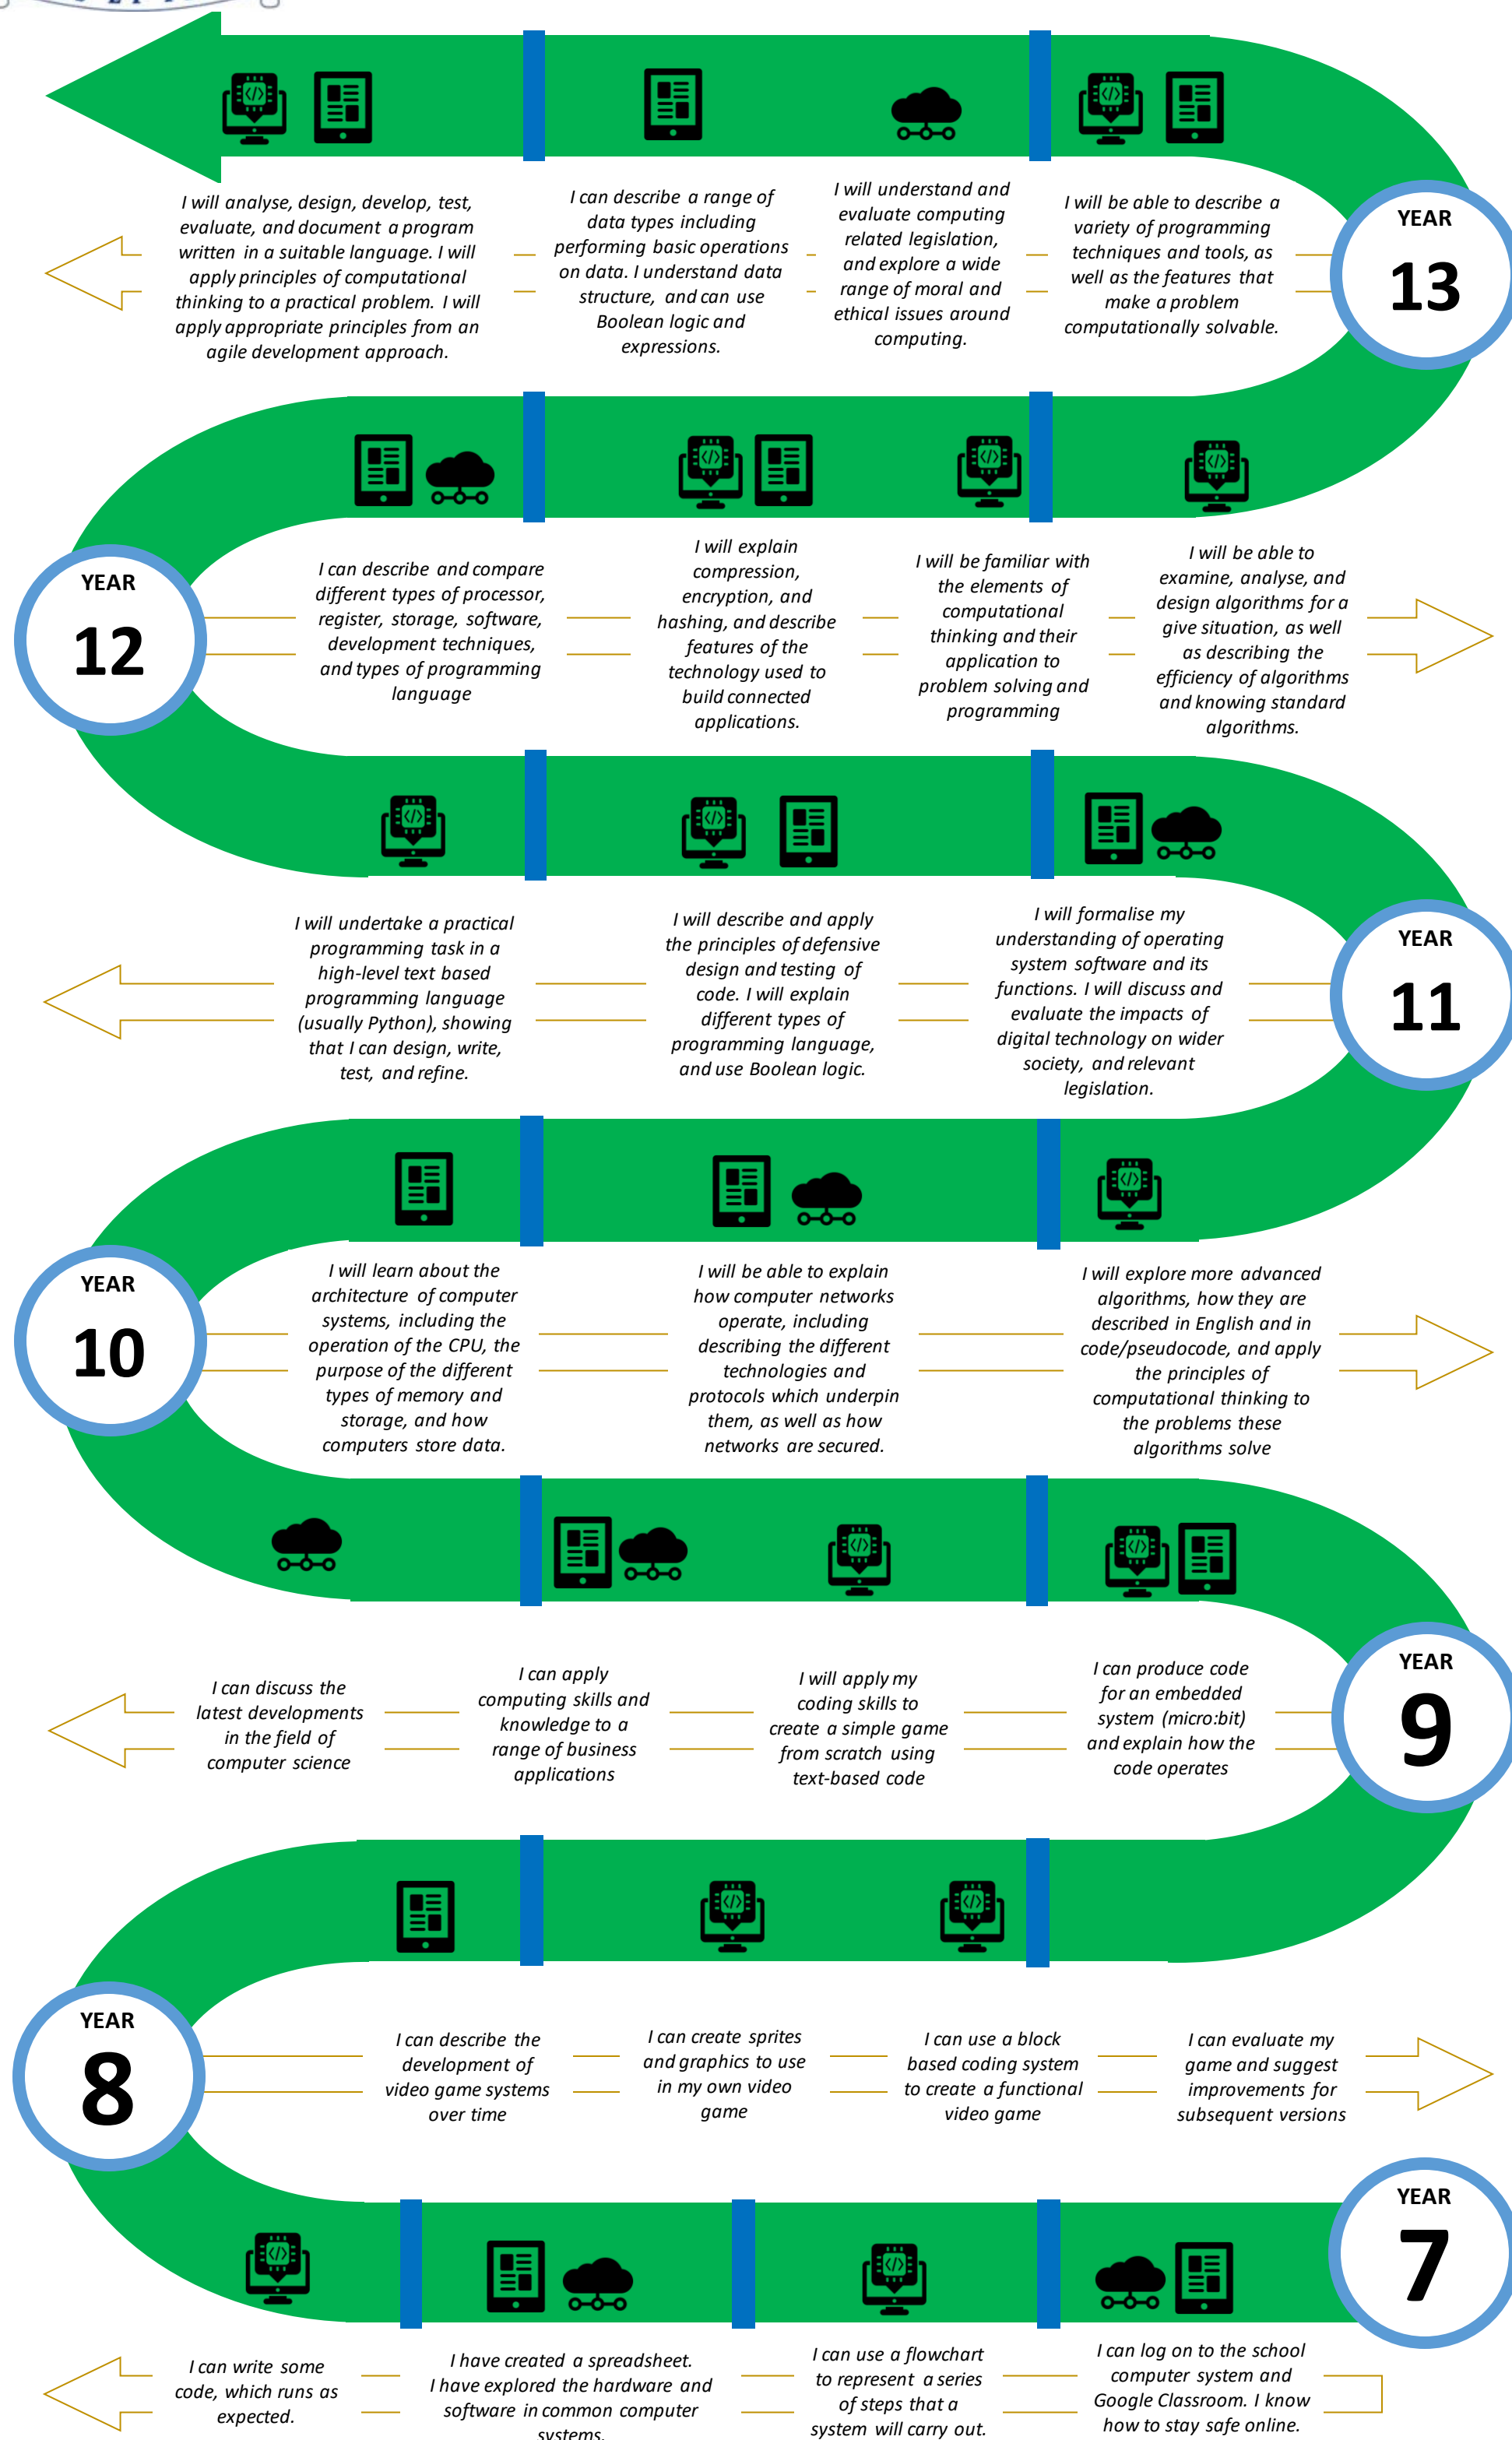 I will analyse, design, develop, test,
evaluate, and document a program
written in a suitable language. I will
apply principles of computational
thinking to a practical problem. I will
apply appropriate principles from an
agile development approach.
I can describe a range of
data types including
performing basic operations
on data. I understand data
structure, and can use
Boolean logic and
expressions.
I will understand and
evaluate computing
related legislation,
and explore a wide
range of moral and
ethical issues around
computing.
I will be able to describe a
variety of programming
techniques and tools, as
well as the features that
make a problem
computationally solvable.
YEAR
13
YEAR
12
I can describe and compare
different types of processor,
register, storage, software,
development techniques,
and types of programming
language
I will explain
compression,
encryption, and
hashing, and describe
features of the
technology used to
build connected
applications.
I will be familiar with
the elements of
computational
thinking and their
application to
problem solving and
programming
I will be able to
examine, analyse, and
design algorithms for a
give situation, as well
as describing the
efficiency of algorithms
and knowing standard
algorithms.
I will undertake a practical
programming task in a
high-level text based
programming language
(usually Python), showing
that I can design, write,
test, and refine.
I will describe and apply
the principles of defensive
design and testing of
code. I will explain
different types of
programming language,
and use Boolean logic.
I will formalise my
understanding of operating
system software and its
functions. I will discuss and
evaluate the impacts of
digital technology on wider
society, and relevant
legislation.
YEAR
11
YEAR
10
I will learn about the
architecture of computer
systems, including the
operation of the CPU, the
purpose of the different
types of memory and
storage, and how
computers store data.
I will be able to explain
how computer networks
operate, including
describing the different
technologies and
protocols which underpin
them, as well as how
networks are secured.
I will explore more advanced
algorithms, how they are
described in English and in
code/pseudocode, and apply
the principles of
computational thinking to
the problems these
algorithms solve
I can discuss the
latest developments
in the field of
computer science
I can apply
computing skills and
knowledge to a
range of business
applications
I will apply my
coding skills to
create a simple game
from scratch using
text-based code
I can produce code
for an embedded
system (micro:bit)
and explain how the
code operates
YEAR
9
YEAR
8
I can describe the
development of
video game systems
over time
I can create sprites
and graphics to use
in my own video
game
I can use a block
based coding system
to create a functional
video game
I can evaluate my
game and suggest
improvements for
subsequent versions
YEAR
7
I can write some
code, which runs as
expected.
I have created a spreadsheet.
I have explored the hardware and
software in common computer
systems.
I can use a flowchart
to represent a series
of steps that a
system will carry out.
I can log on to the school
computer system and
Google Classroom. I know
how to stay safe online.